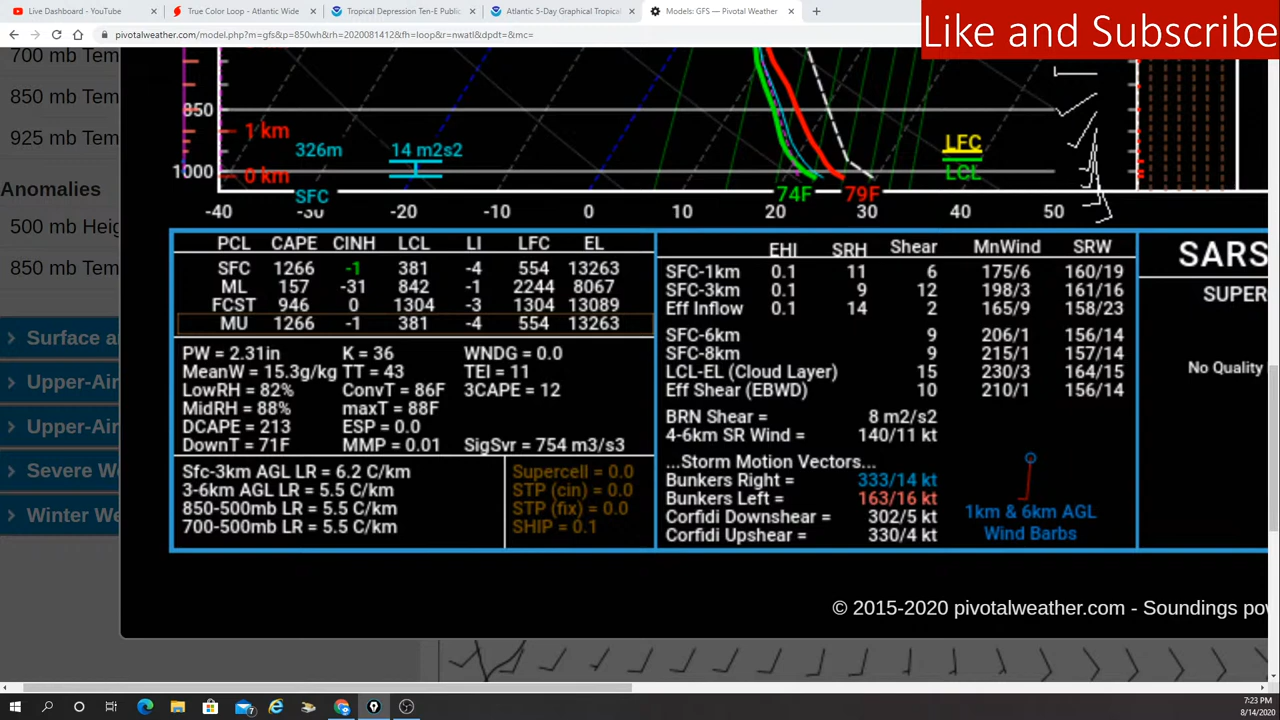 Live Dashboard - YouTube
True Color Loop - Atlantic Wide
Tropical Depression Ten-E Public
Atlantic 5-Day Graphical Tropical
Models: GFS — Pivotal Weather
Like and Subscribe
pivotalweather.com/model.php?m=gfs&p=850wh&rh=2020081412&fh=loop&r=nwatl&dpdt=&mc=
700 mb Tem
850 mb Tem
925 mb Tem
Anomalies
500 mb Heig
850 mb Tem
Surface a
Upper-Air
Upper-Air
Severe We
Winter We
850
1000
1 km
0 km
326m
14 m2s2
SFC
LFC
LCL
74F
79F
-40 -30 -20 -10 0 10 20 30 40 50
PCL CAPE CINH LCL LI LFC EL
SFC 1266 -1 381 -4 554 13263
ML 157 -31 842 -1 2244 8067
FCST 946 0 1304 -3 1304 13089
MU 1266 -1 381 -4 554 13263
PW = 2.31in K = 36 WNDG = 0.0
MeanW = 15.3g/kg TT = 43 TEI = 11
LowRH = 82% ConvT = 86F 3CAPE = 12
MidRH = 88% maxT = 88F
DCAPE = 213 ESP = 0.0
DownT = 71F MMP = 0.01 SigSvr = 754 m3/s3
Sfc-3km AGL LR = 6.2 C/km
3-6km AGL LR = 5.5 C/km
850-500mb LR = 5.5 C/km
700-500mb LR = 5.5 C/km
Supercell = 0.0
STP (cin) = 0.0
STP (fix) = 0.0
SHIP = 0.1
EHI SRH Shear MnWind SRW
SFC-1km 0.1 11 6 175/6 160/19
SFC-3km 0.1 9 12 198/3 161/16
Eff Inflow 0.1 14 2 165/9 158/23
SFC-6km 9 206/1 156/14
SFC-8km 9 215/1 157/14
LCL-EL (Cloud Layer) 15 230/3 164/15
Eff Shear (EBWD) 10 210/1 156/14
BRN Shear = 8 m2/s2
4-6km SR Wind = 140/11 kt
...Storm Motion Vectors...
Bunkers Right = 333/14 kt
Bunkers Left = 163/16 kt
Corfidi Downshear = 302/5 kt
Corfidi Upshear = 330/4 kt
1km & 6km AGL
Wind Barbs
SARS
SUPER
No Quality
© 2015-2020 pivotalweather.com - Soundings pow
7
7:23 PM
8/14/2020